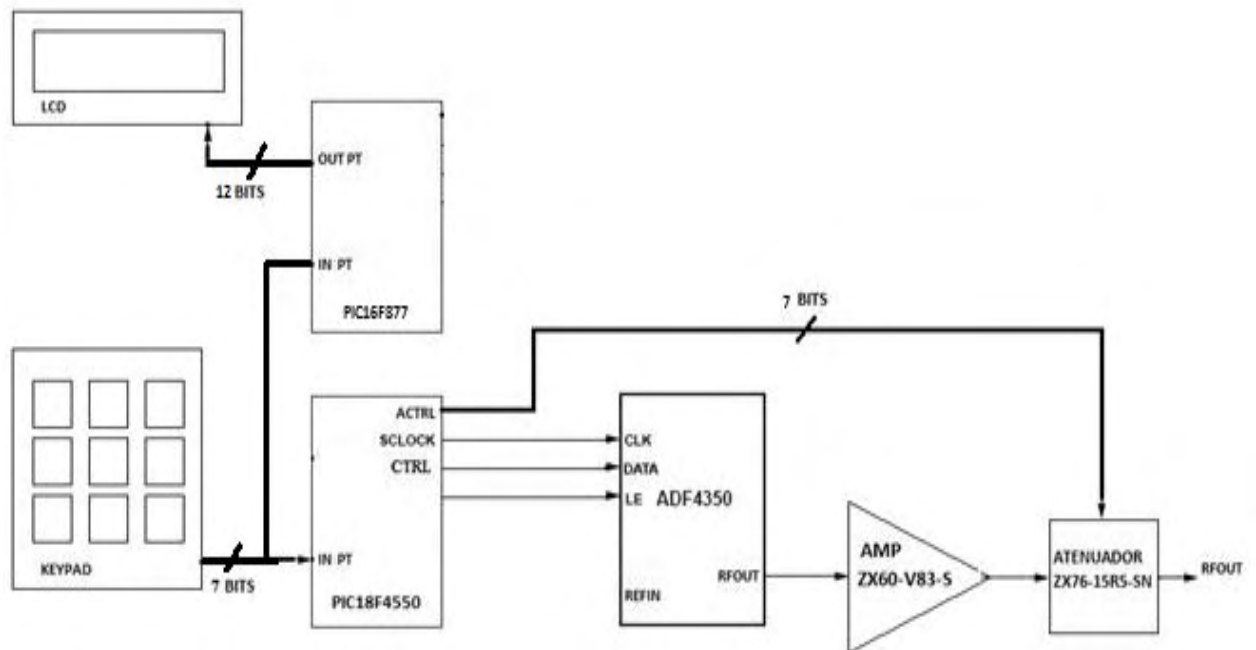 LCD
12 BITS
OUT PT
IN PT
PIC16F877
7 BITS
KEYPAD
7 BITS
ACTRL
SCLOCK
CTRL
IN PT
PIC18F4550
CLK
DATA
LE
ADF4350
RFOUT
REFIN
AMP
ZX60-V83-S
ATENUADOR
ZX76-15R5-SN
RFOUT